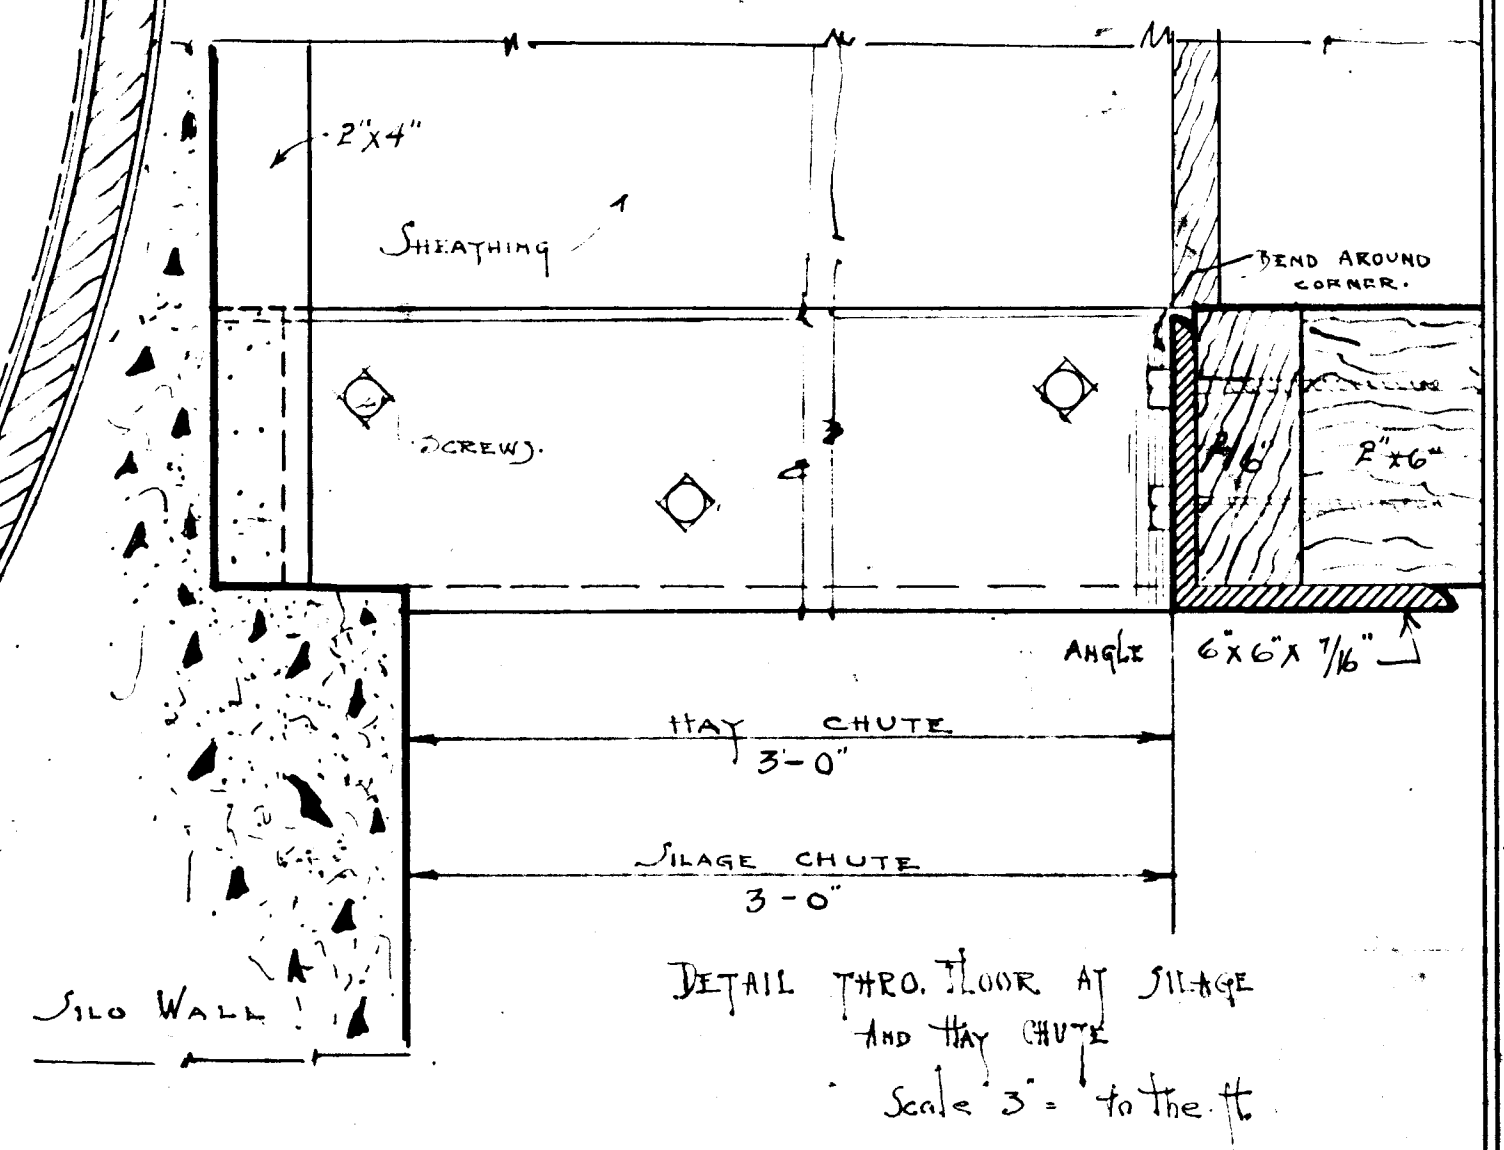 2"x4"
SHEATHING
BEND AROUND
CORNER.
SCREWS.
2"x6"
ANGLE 6"x6"x 7/16"
HAY CHUTE
3'-0"
SILAGE CHUTE
3-0"
DETAIL THRO. FLOOR AT SILAGE
AND HAY CHUTE
SILO WALL
Scale 3" = to the ft.